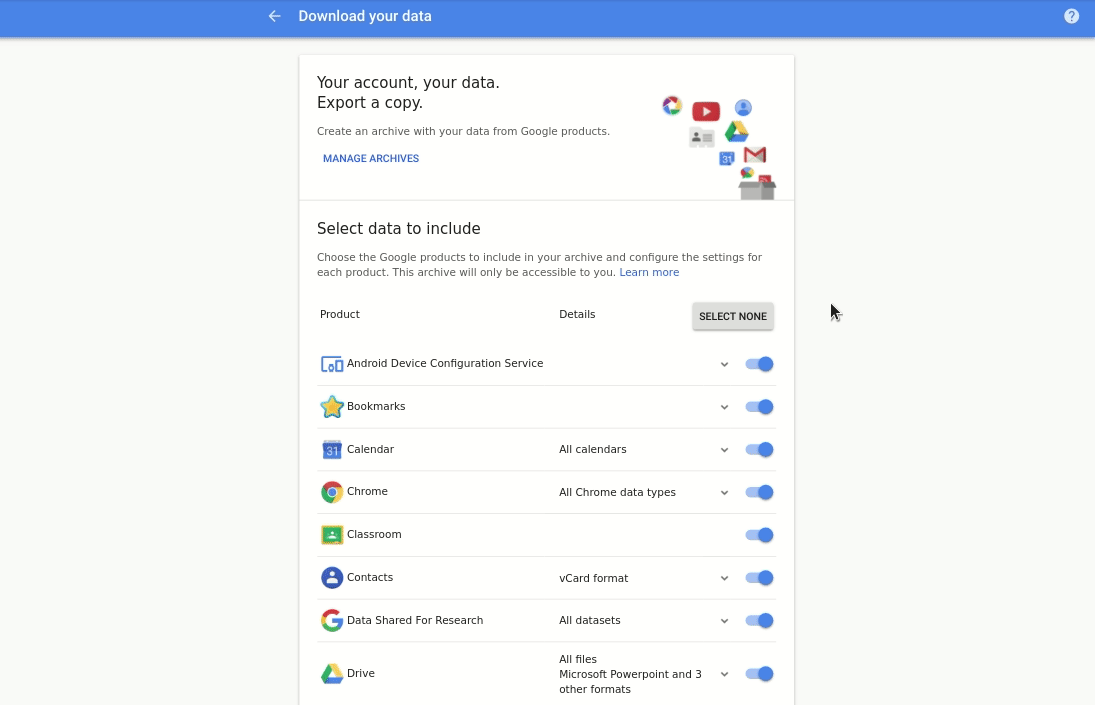 Download your data
Your account, your data.
Export a copy.
Create an archive with your data from Google products.
MANAGE ARCHIVES
31
Select data to include
Choose the Google products to include in your archive and configure the settings for
each product. This archive will only be accessible to you. Learn more
Product Details SELECT NONE
Android Device Configuration Service
Bookmarks
31 Calendar All calendars
Chrome All Chrome data types
Classroom
Contacts vCard format
Data Shared For Research All datasets
Drive All files
Microsoft Powerpoint and 3
other formats